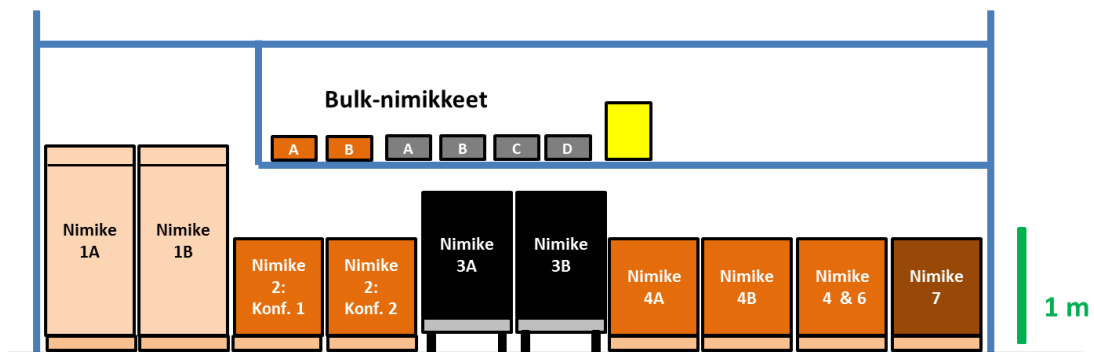 Bulk-nimikkeet
A B A B C D
Nimike
1A
Nimike
1B
Nimike
2:
Konf. 1
Nimike
2:
Konf. 2
Nimike
3A
Nimike
3B
Nimike
4A
Nimike
4B
Nimike
4 & 6
Nimike
7
1 m